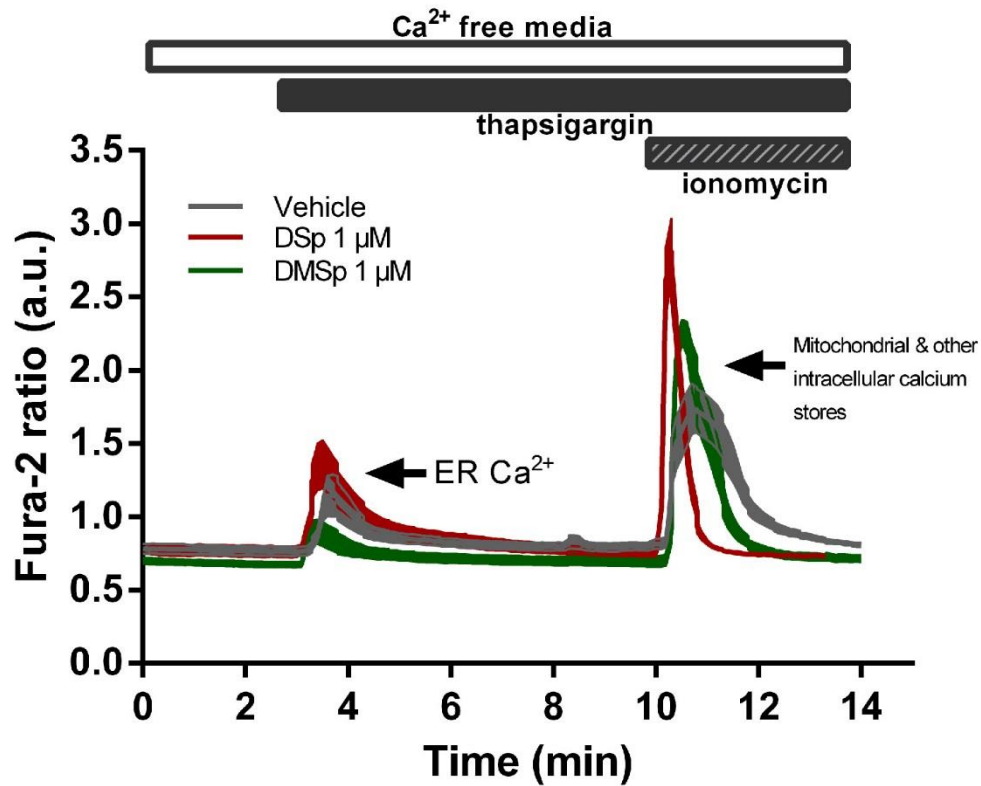 Ca²⁺ free media
thapsigargin
ionomycin
Vehicle
DSp 1 µM
DMSp 1 µM
ER Ca²⁺
Mitochondrial & other
intracellular calcium
stores
Fura-2 ratio (a.u.)
3.5
3.0
2.5
2.0
1.5
1.0
0.5
0.0
0 2 4 6 8 10 12 14
Time (min)